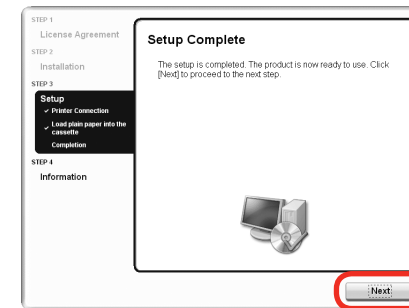 STEP 1
License Agreement
STEP 2
Installation
STEP 3
Setup
✓ Printer Connection
✓ Load plain paper into the
cassette
Completion
STEP 4
Information
Setup Complete
The setup is completed. The product is now ready to use. Click
[Next] to proceed to the next step.
Next